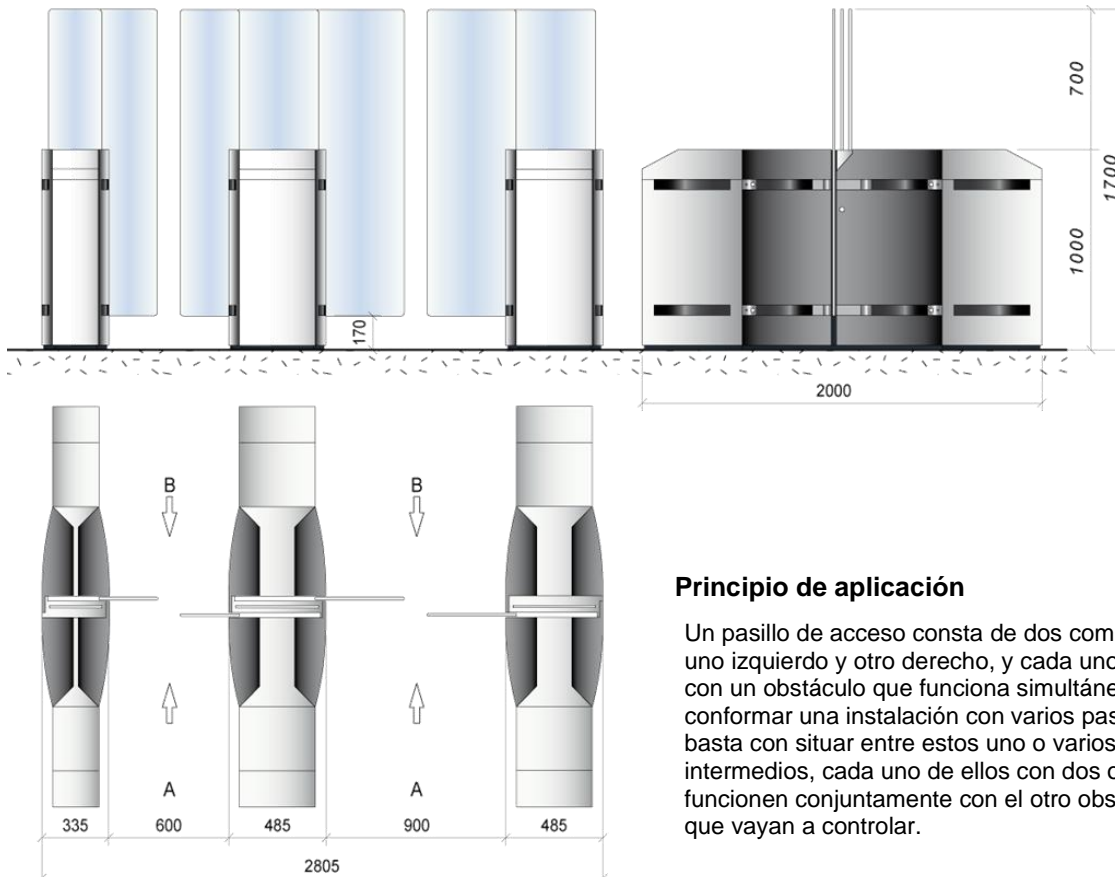 700
1700
1000
170
2000
B B
A A
335 600 485 900 485
2805
Principio de aplicación
Un pasillo de acceso consta de dos com
uno izquierdo y otro derecho, y cada uno
con un obstáculo que funciona simultáne
conformar una instalación con varios pas
basta con situar entre estos uno o varios
intermedios, cada uno de ellos con dos o
funcionen conjuntamente con el otro obs
que vayan a controlar.